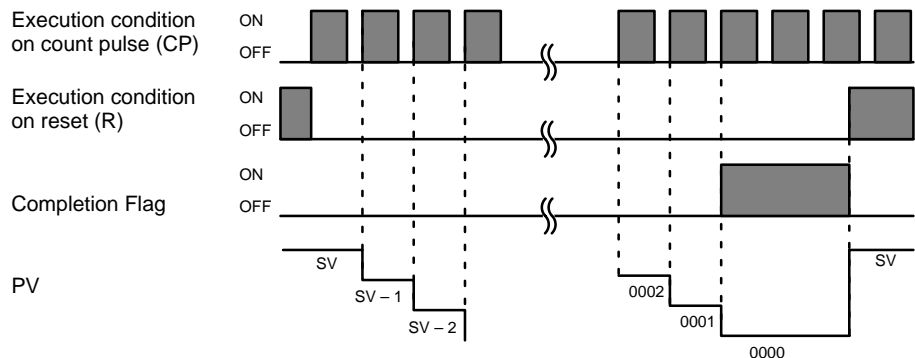 Execution condition
on count pulse (CP)
ON
OFF
Execution condition
on reset (R)
ON
OFF
Completion Flag
ON
OFF
PV
SV
SV – 1
SV – 2
0002
0001
0000
SV